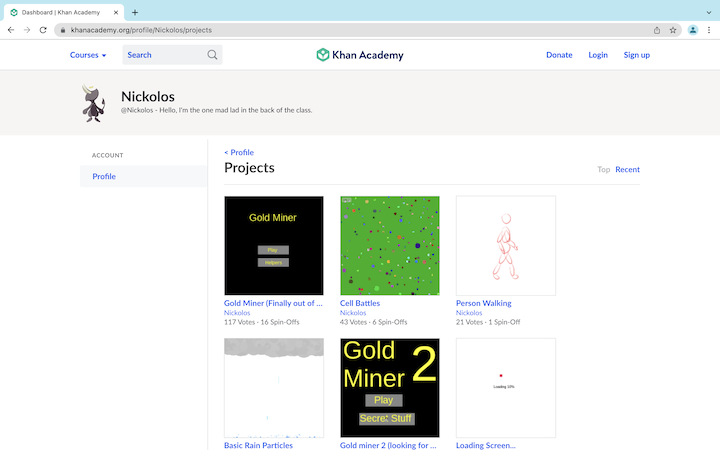 Dashboard | Khan Academy
khanacademy.org/profile/Nickolos/projects
Courses
Search
Khan Academy
Donate
Login
Sign up
Nickolos
@Nickolos - Hello, I'm the one mad lad in the back of the class.
ACCOUNT
Profile
< Profile
Projects
Top Recent
Gold Miner
Play
Helpers
Gold Miner (Finally out of ...
Nickolos
117 Votes · 16 Spin-Offs
Cell Battles
Nickolos
43 Votes · 6 Spin-Offs
Person Walking
Nickolos
21 Votes · 1 Spin-Off
Basic Rain Particles
Gold
Miner 2
Play
Secret Stuff
Gold miner 2 (looking for ...
Loading 10%
Loading Screen...